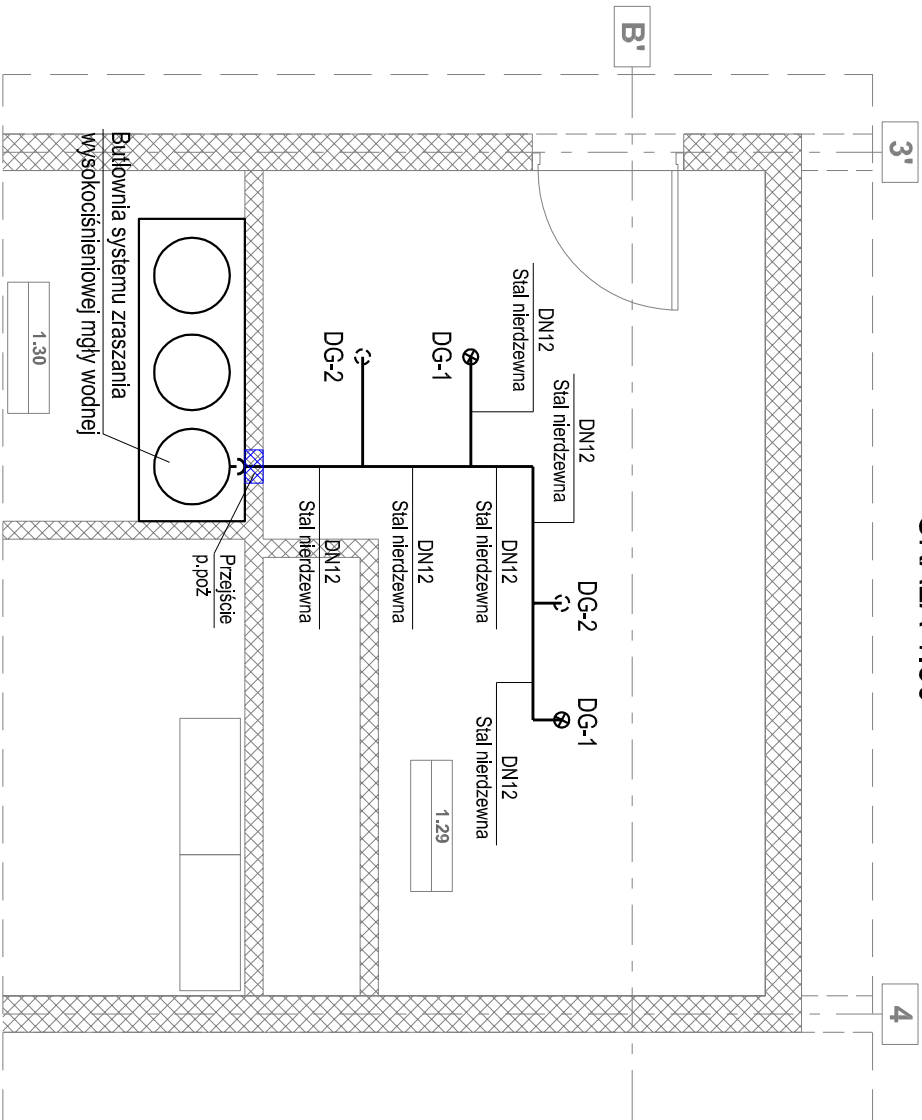 B'
3'
4
DN12
Stal nierdzewna
DN12
Stal nierdzewna
DG-1
DG-2
DN12
Stal nierdzewna
DN12
Stal nierdzewna
DN12
Stal nierdzewna
DG-2
DG-1
DN12
Stal nierdzewna
1.29
Przejście
p.poż
Butlownia systemu zraszania
wysokociśnieniowej mgły wodnej
1.30